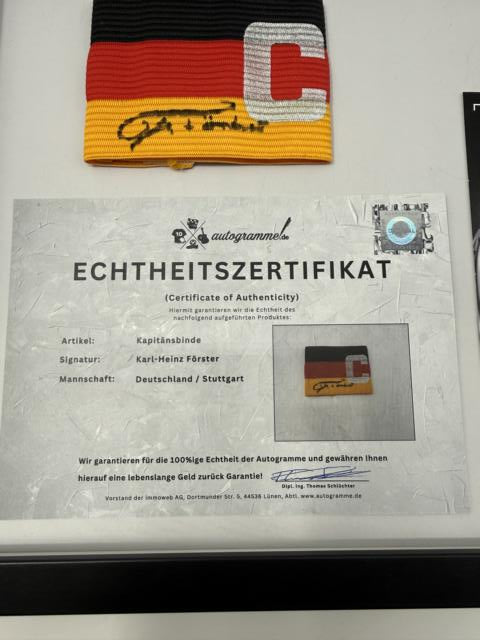 C
autogramme.de
ECHTHEITSZERTIFIKAT
(Certificate of Authenticity)
Hiermit garantieren wir die Echtheit des
nachfolgend aufgeführten Produktes:
Artikel: Kapitänsbinde
Signatur: Karl-Heinz Förster
Mannschaft: Deutschland / Stuttgart
C
Wir garantieren für die 100%ige Echtheit der Autogramme und gewähren Ihnen
hierauf eine lebenslange Geld zurück Garantie!
Dipl. Ing. Thomas Schlüchter
Vorstand der immoweb AG, Dortmunder Str. 5, 44536 Lünen, Abtl. www.autogramme.de